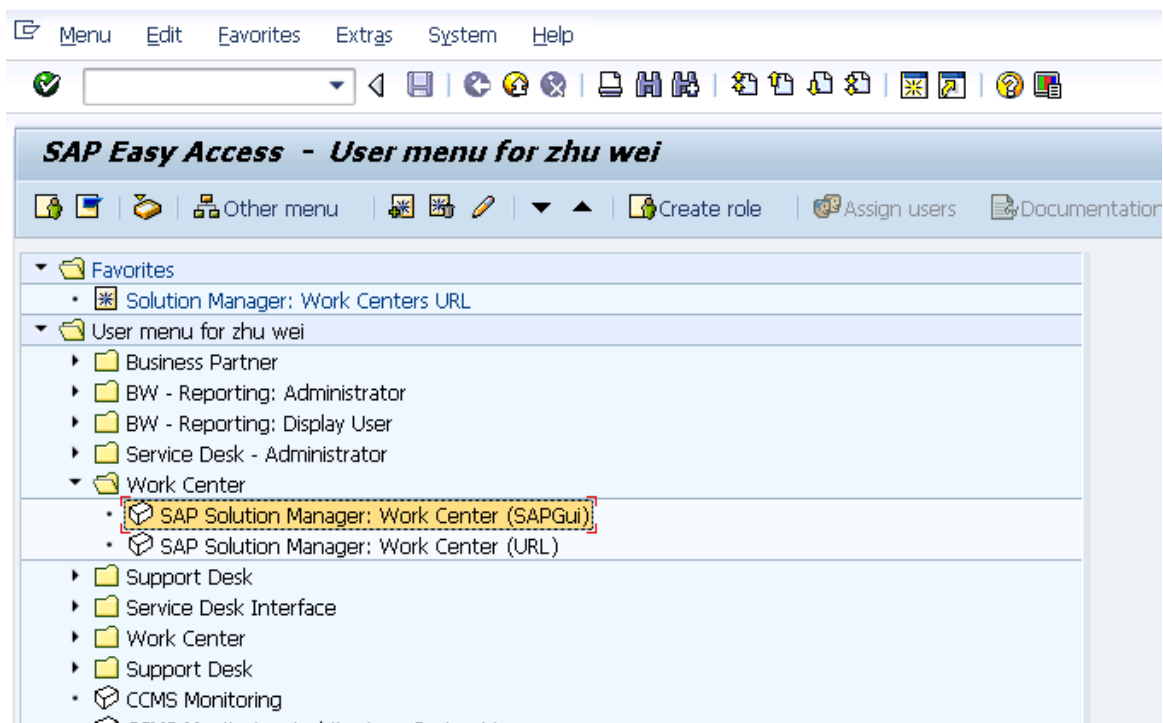 Menu Edit Favorites Extras System Help
SAP Easy Access - User menu for zhu wei
Other menu Create role Assign users Documentation
Favorites
Solution Manager: Work Centers URL
User menu for zhu wei
Business Partner
BW - Reporting: Administrator
BW - Reporting: Display User
Service Desk - Administrator
Work Center
SAP Solution Manager: Work Center (SAPGui)
SAP Solution Manager: Work Center (URL)
Support Desk
Service Desk Interface
Work Center
Support Desk
CCMS Monitoring